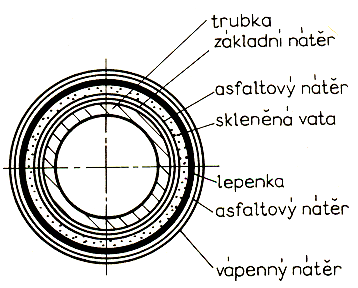 trubka
základní nátěr
asfaltový nátěr
skleněná vata
lepenka
asfaltový nátěr
vápenný nátěr